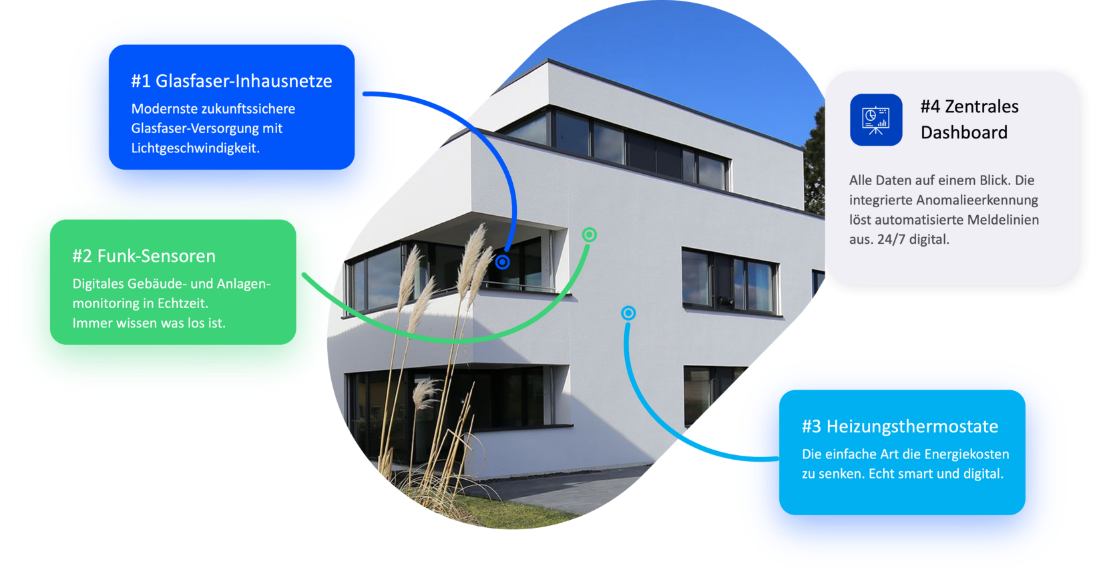 #1 Glasfaser-Inhausnetze
Modernste zukunftssichere
Glasfaser-Versorgung mit
Lichtgeschwindigkeit.
#2 Funk-Sensoren
Digitales Gebäude- und Anlagen-
monitoring in Echtzeit.
Immer wissen was los ist.
#3 Heizungsthermostate
Die einfache Art die Energiekosten
zu senken. Echt smart und digital.
#4 Zentrales
Dashboard
Alle Daten auf einem Blick. Die
integrierte Anomalieerkennung
löst automatisierte Meldelinien
aus. 24/7 digital.